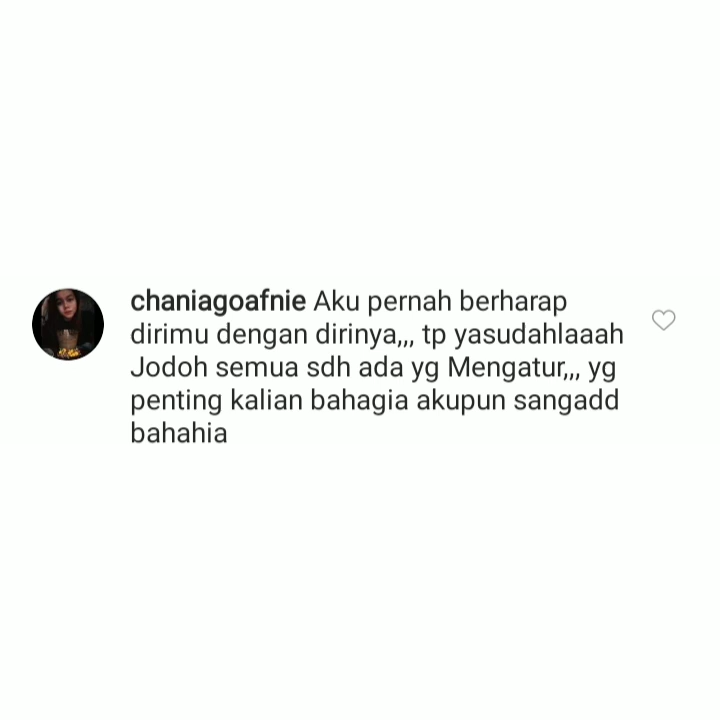 chaniagoafnie Aku pernah berharap
dirimu dengan dirinya,,, tp yasudahlaaah
Jodoh semua sdh ada yg Mengatur,,, yg
penting kalian bahagia akupun sangadd
bahahia